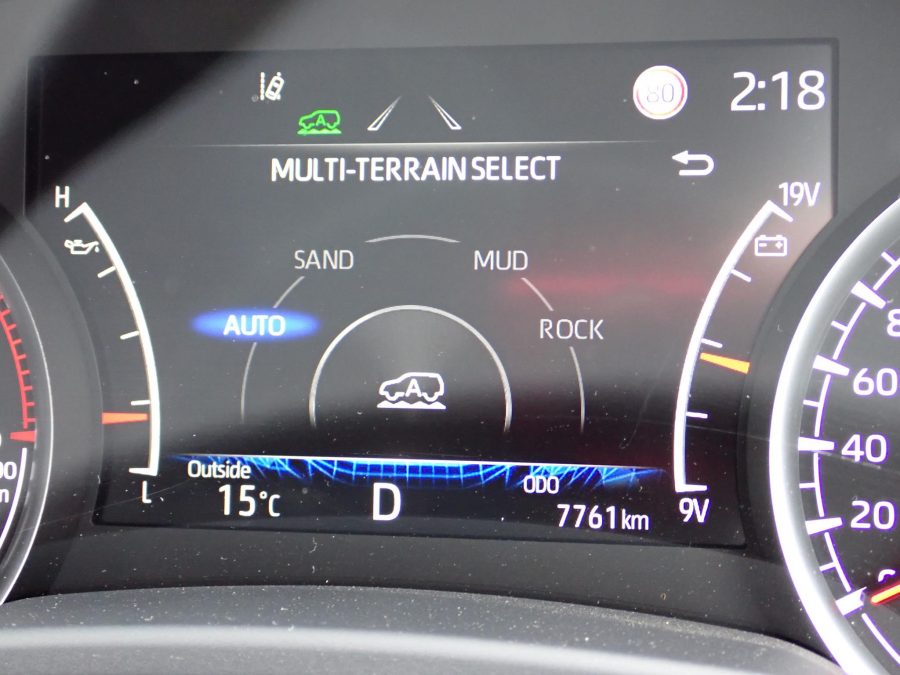 80
2:18
A
MULTI-TERRAIN SELECT
H
19V
SAND
MUD
AUTO
ROCK
A
60
40
20
Outside
15°C
D
ODO
7761km
L
9V